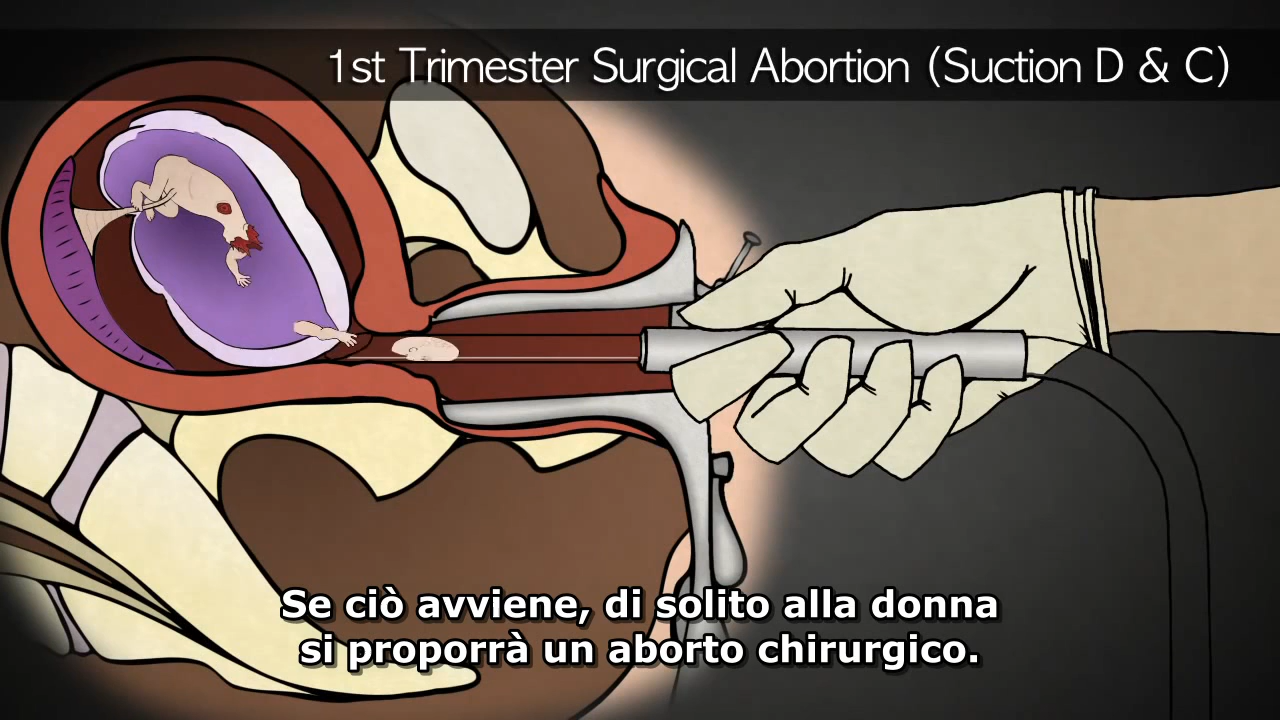 1st Trimester Surgical Abortion (Suction D & C)
Se ciò avviene, di solito alla donna
si proporrà un aborto chirurgico.